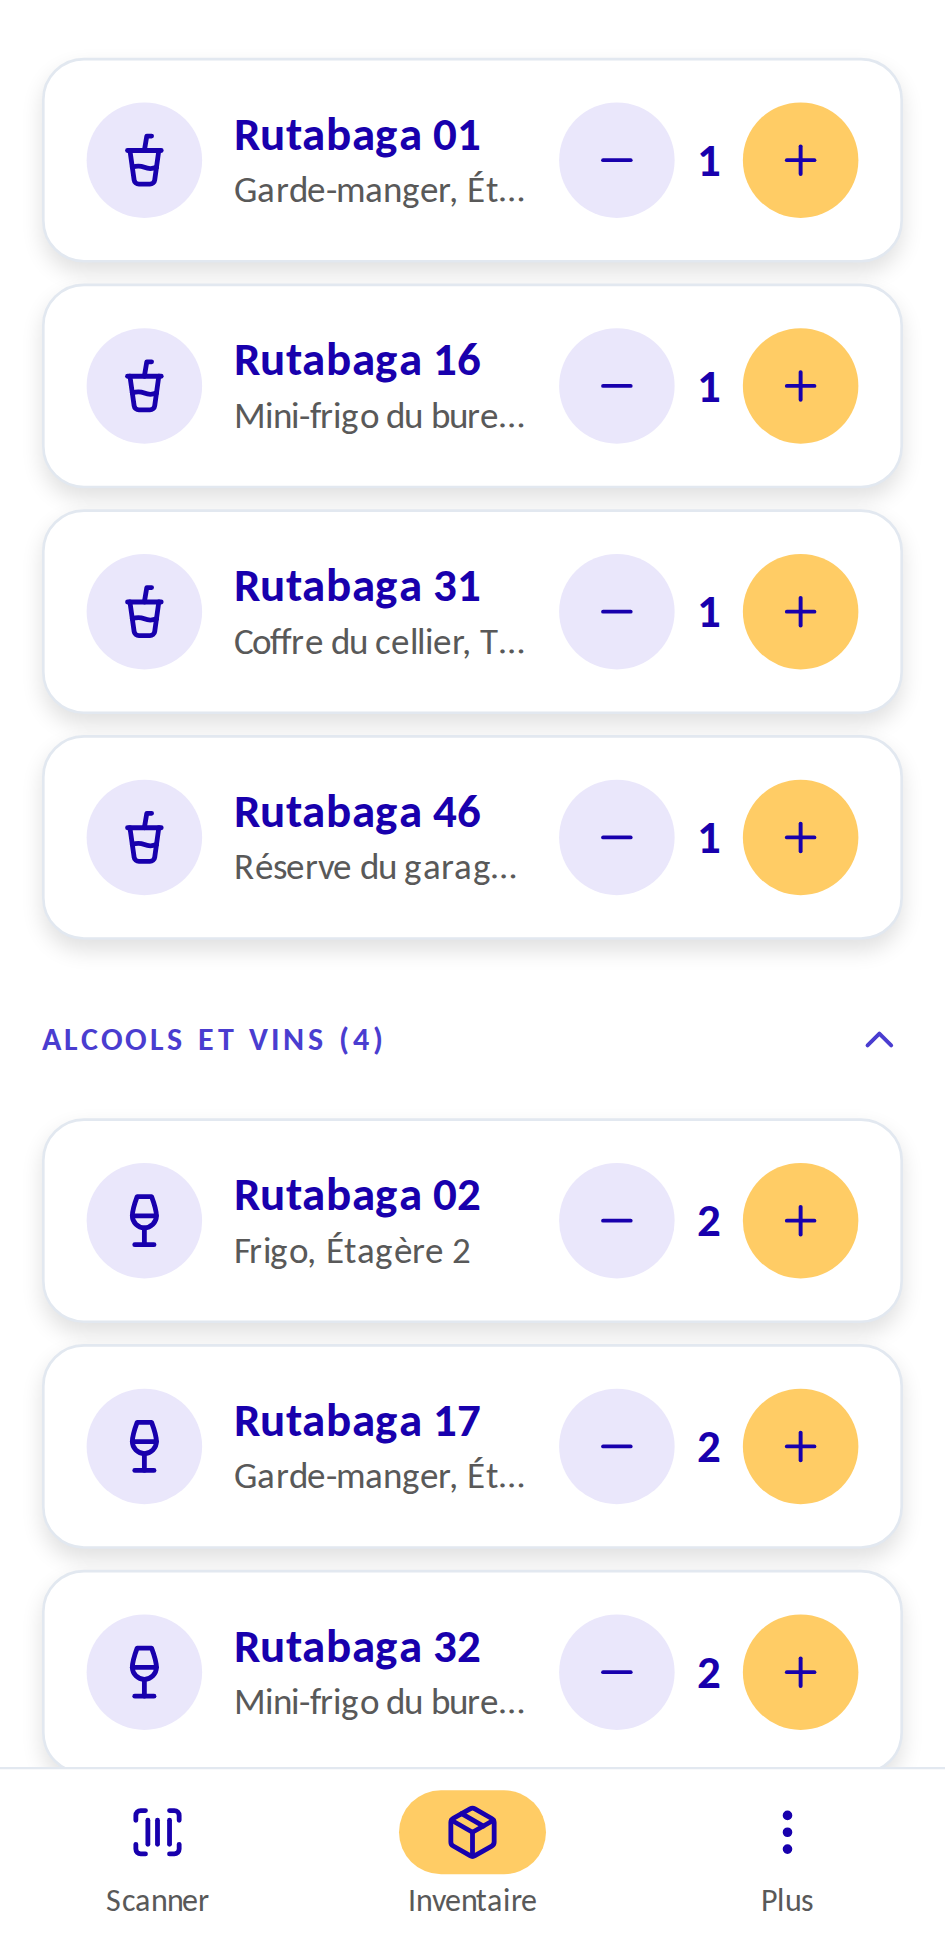 Rutabaga 01
Garde-manger, Ét...
1
Rutabaga 16
Mini-frigo du bure...
1
Rutabaga 31
Coffre du cellier, T...
1
Rutabaga 46
Réserve du garag...
1
ALCOOLS ET VINS (4)
Rutabaga 02
Frigo, Étagère 2
2
Rutabaga 17
Garde-manger, Ét...
2
Rutabaga 32
Mini-frigo du bure...
2
Scanner
Inventaire
Plus